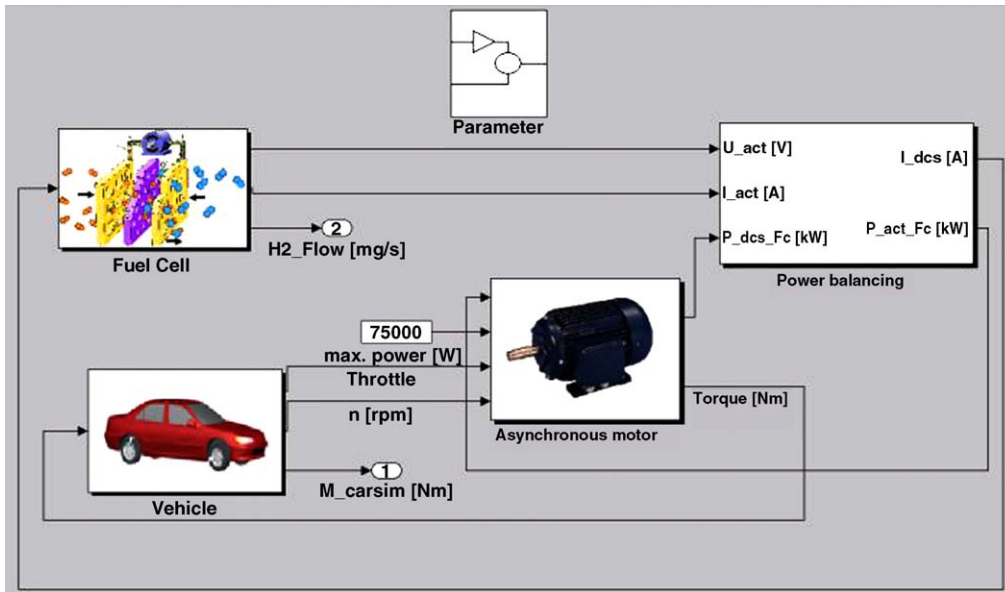 Parameter
U_act [V]
I_dcs [A]
I_act [A]
P_dcs_Fc [kW]
P_act_Fc [kW]
2
H2_Flow [mg/s]
Fuel Cell
Power balancing
75000
max. power [W]
Throttle
n [rpm]
Torque [Nm]
Asynchronous motor
1
M_carsim [Nm]
Vehicle